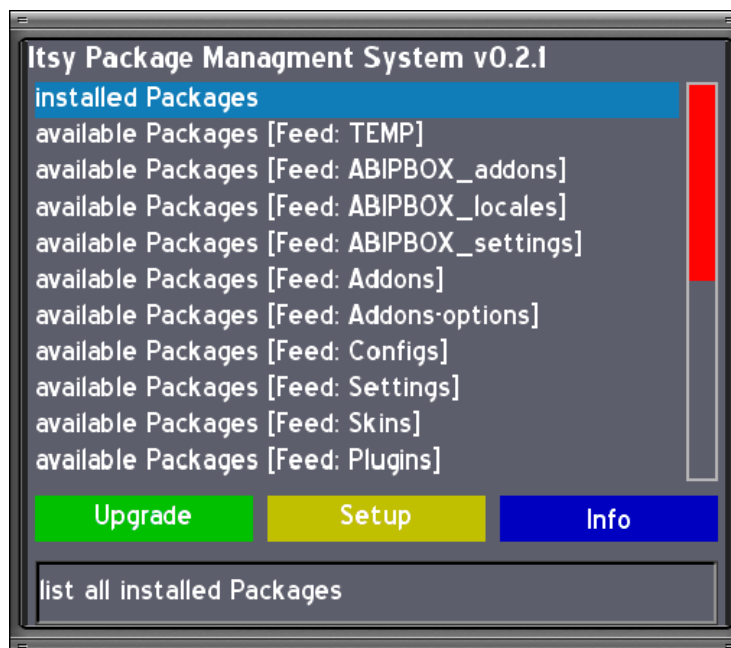 Itsy Package Managment System v0.2.1
installed Packages
available Packages [Feed: TEMP]
available Packages [Feed: ABIPBOX_addons]
available Packages [Feed: ABIPBOX_locales]
available Packages [Feed: ABIPBOX_settings]
available Packages [Feed: Addons]
available Packages [Feed: Addons-options]
available Packages [Feed: Configs]
available Packages [Feed: Settings]
available Packages [Feed: Skins]
available Packages [Feed: Plugins]
Upgrade Setup Info
list all installed Packages